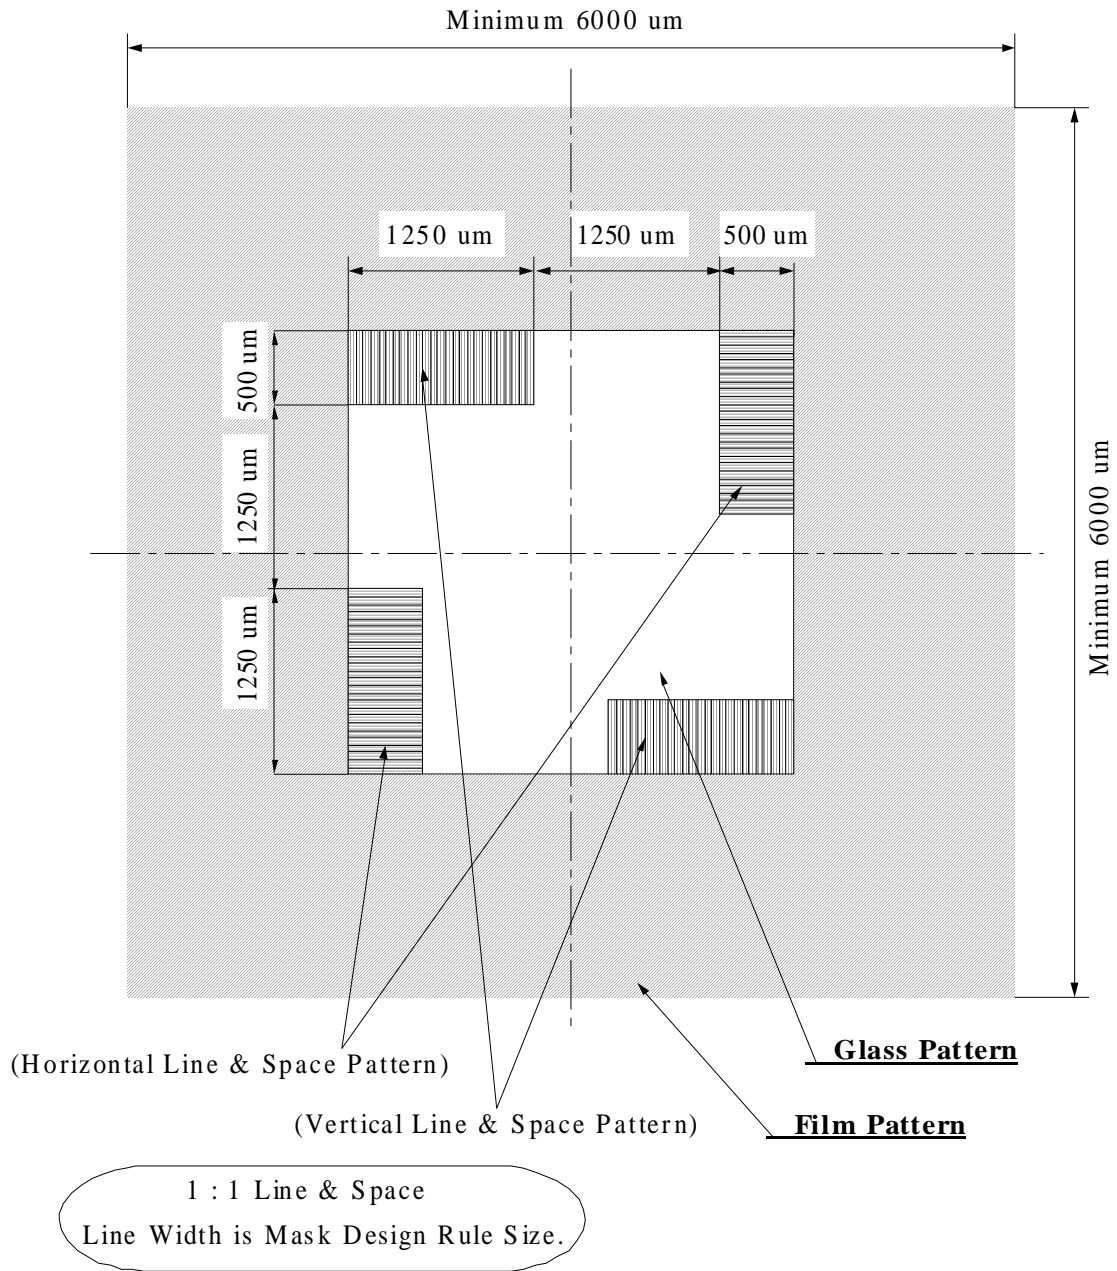 Minimum 6000 um
1250 um
1250 um
500 um
500 um
1250 um
1250 um
Minimum 6000 um
(Horizontal Line & Space Pattern)
Glass Pattern
(Vertical Line & Space Pattern)
Film Pattern
1 : 1 Line & Space
Line Width is Mask Design Rule Size.